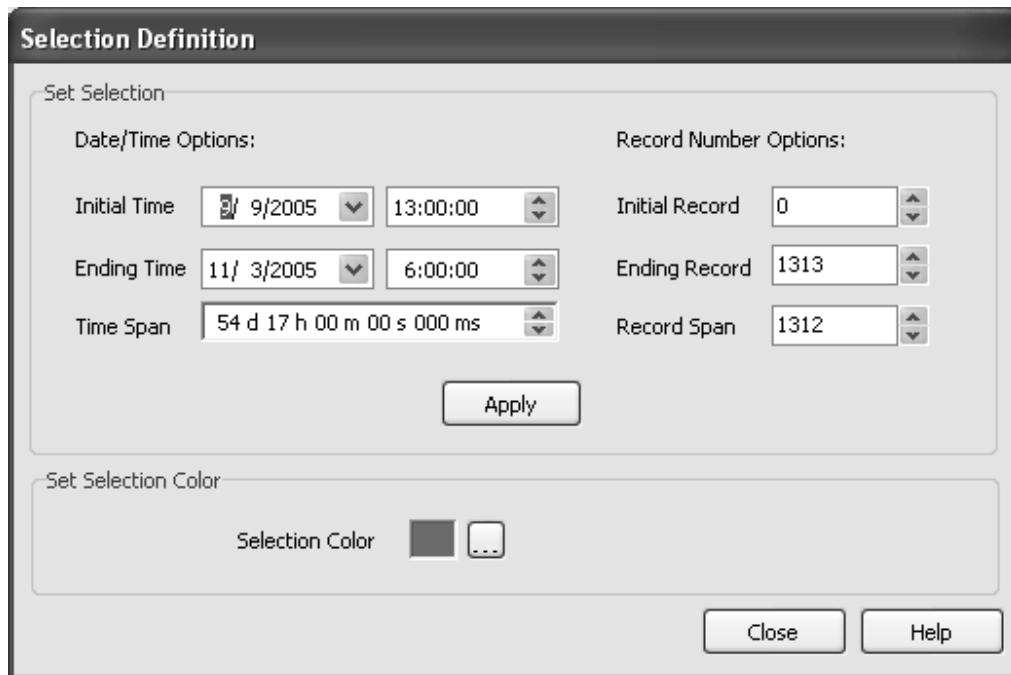 Selection Definition
Set Selection
Date/Time Options:
Record Number Options:
Initial Time 9/ 9/2005 13:00:00 Initial Record 0
Ending Time 11/ 3/2005 6:00:00 Ending Record 1313
Time Span 54 d 17 h 00 m 00 s 000 ms Record Span 1312
Apply
Set Selection Color
Selection Color ...
Close Help